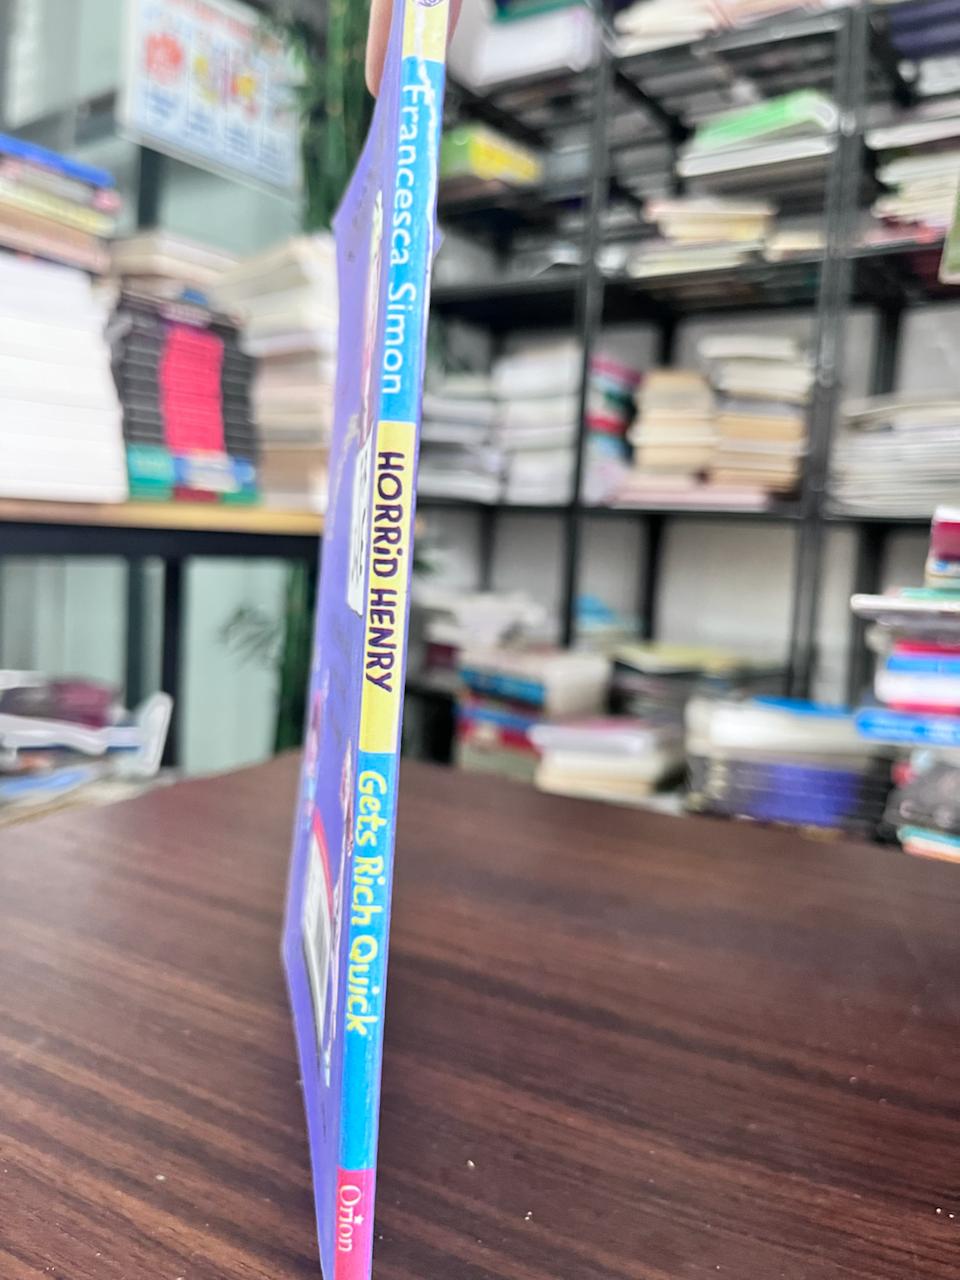 Francesca Simon
HORRiD HENRY
Gets Rich Quick
Orion